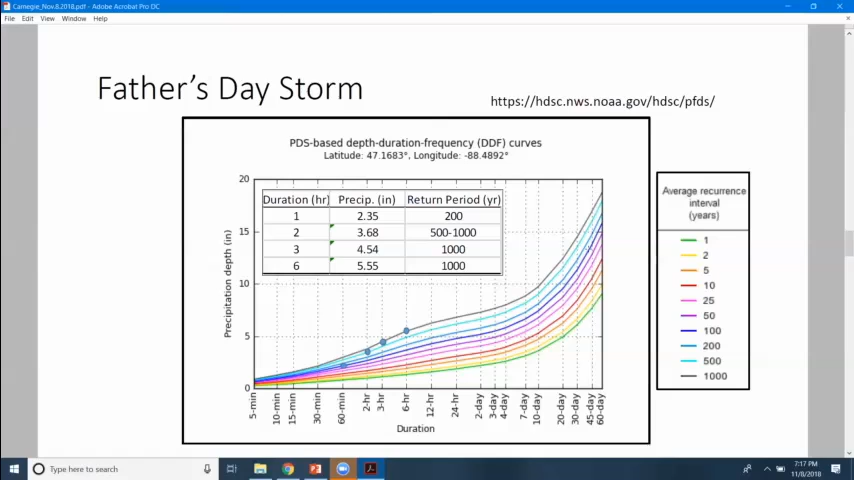 Carnegie_Nov.8.2018.pdf - Adobe Acrobat Pro DC
File Edit View Window Help
Father's Day Storm
https://hdsc.nws.noaa.gov/hdsc/pfds/
PDS-based depth-duration-frequency (DDF) curves
Latitude: 47.1683°, Longitude: -88.4892°
Duration (hr) Precip. (in) Return Period (yr)
1 2.35 200
2 3.68 500-1000
3 4.54 1000
6 5.55 1000
20
15
10
5
0
Precipitation depth (in)
5-min
10-min
15-min
30-min
60-min
2-hr
3-hr
6-hr
12-hr
24-hr
2-day
3-day
4-day
7-day
10-day
20-day
30-day
45-day
60-day
Duration
Average recurrence
interval
(years)
1
2
5
10
25
50
100
200
500
1000
Type here to search
7:17 PM
11/8/2018